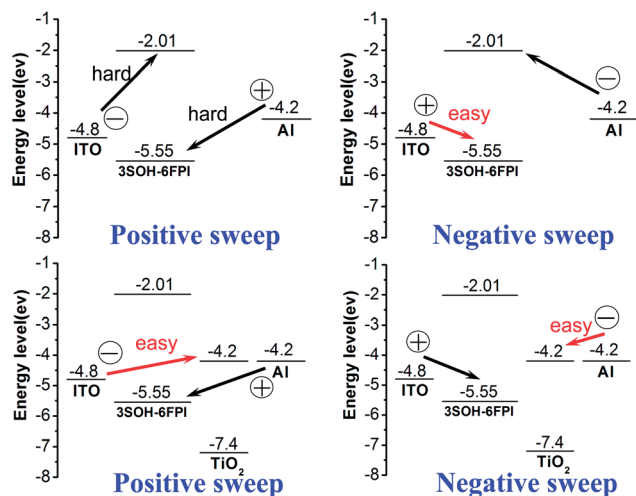 Energy level(ev)
-1
-2
-3
-4
-5
-6
-7
-8
-2.01
hard
hard
-4.2
Al
-4.8
ITO
-5.55
3SOH-6FPI
Positive sweep
Energy level(ev)
-1
-2
-3
-4
-5
-6
-7
-8
-2.01
-4.2
Al
easy
-4.8
ITO
-5.55
3SOH-6FPI
Negative sweep
Energy level(ev)
-1
-2
-3
-4
-5
-6
-7
-8
-2.01
easy
-4.2
-4.2
Al
-4.8
ITO
-5.55
3SOH-6FPI
-7.4
TiO₂
Positive sweep
Energy level(ev)
-1
-2
-3
-4
-5
-6
-7
-8
-2.01
easy
-4.2
-4.2
Al
-4.8
ITO
-5.55
3SOH-6FPI
-7.4
TiO₂
Negative sweep